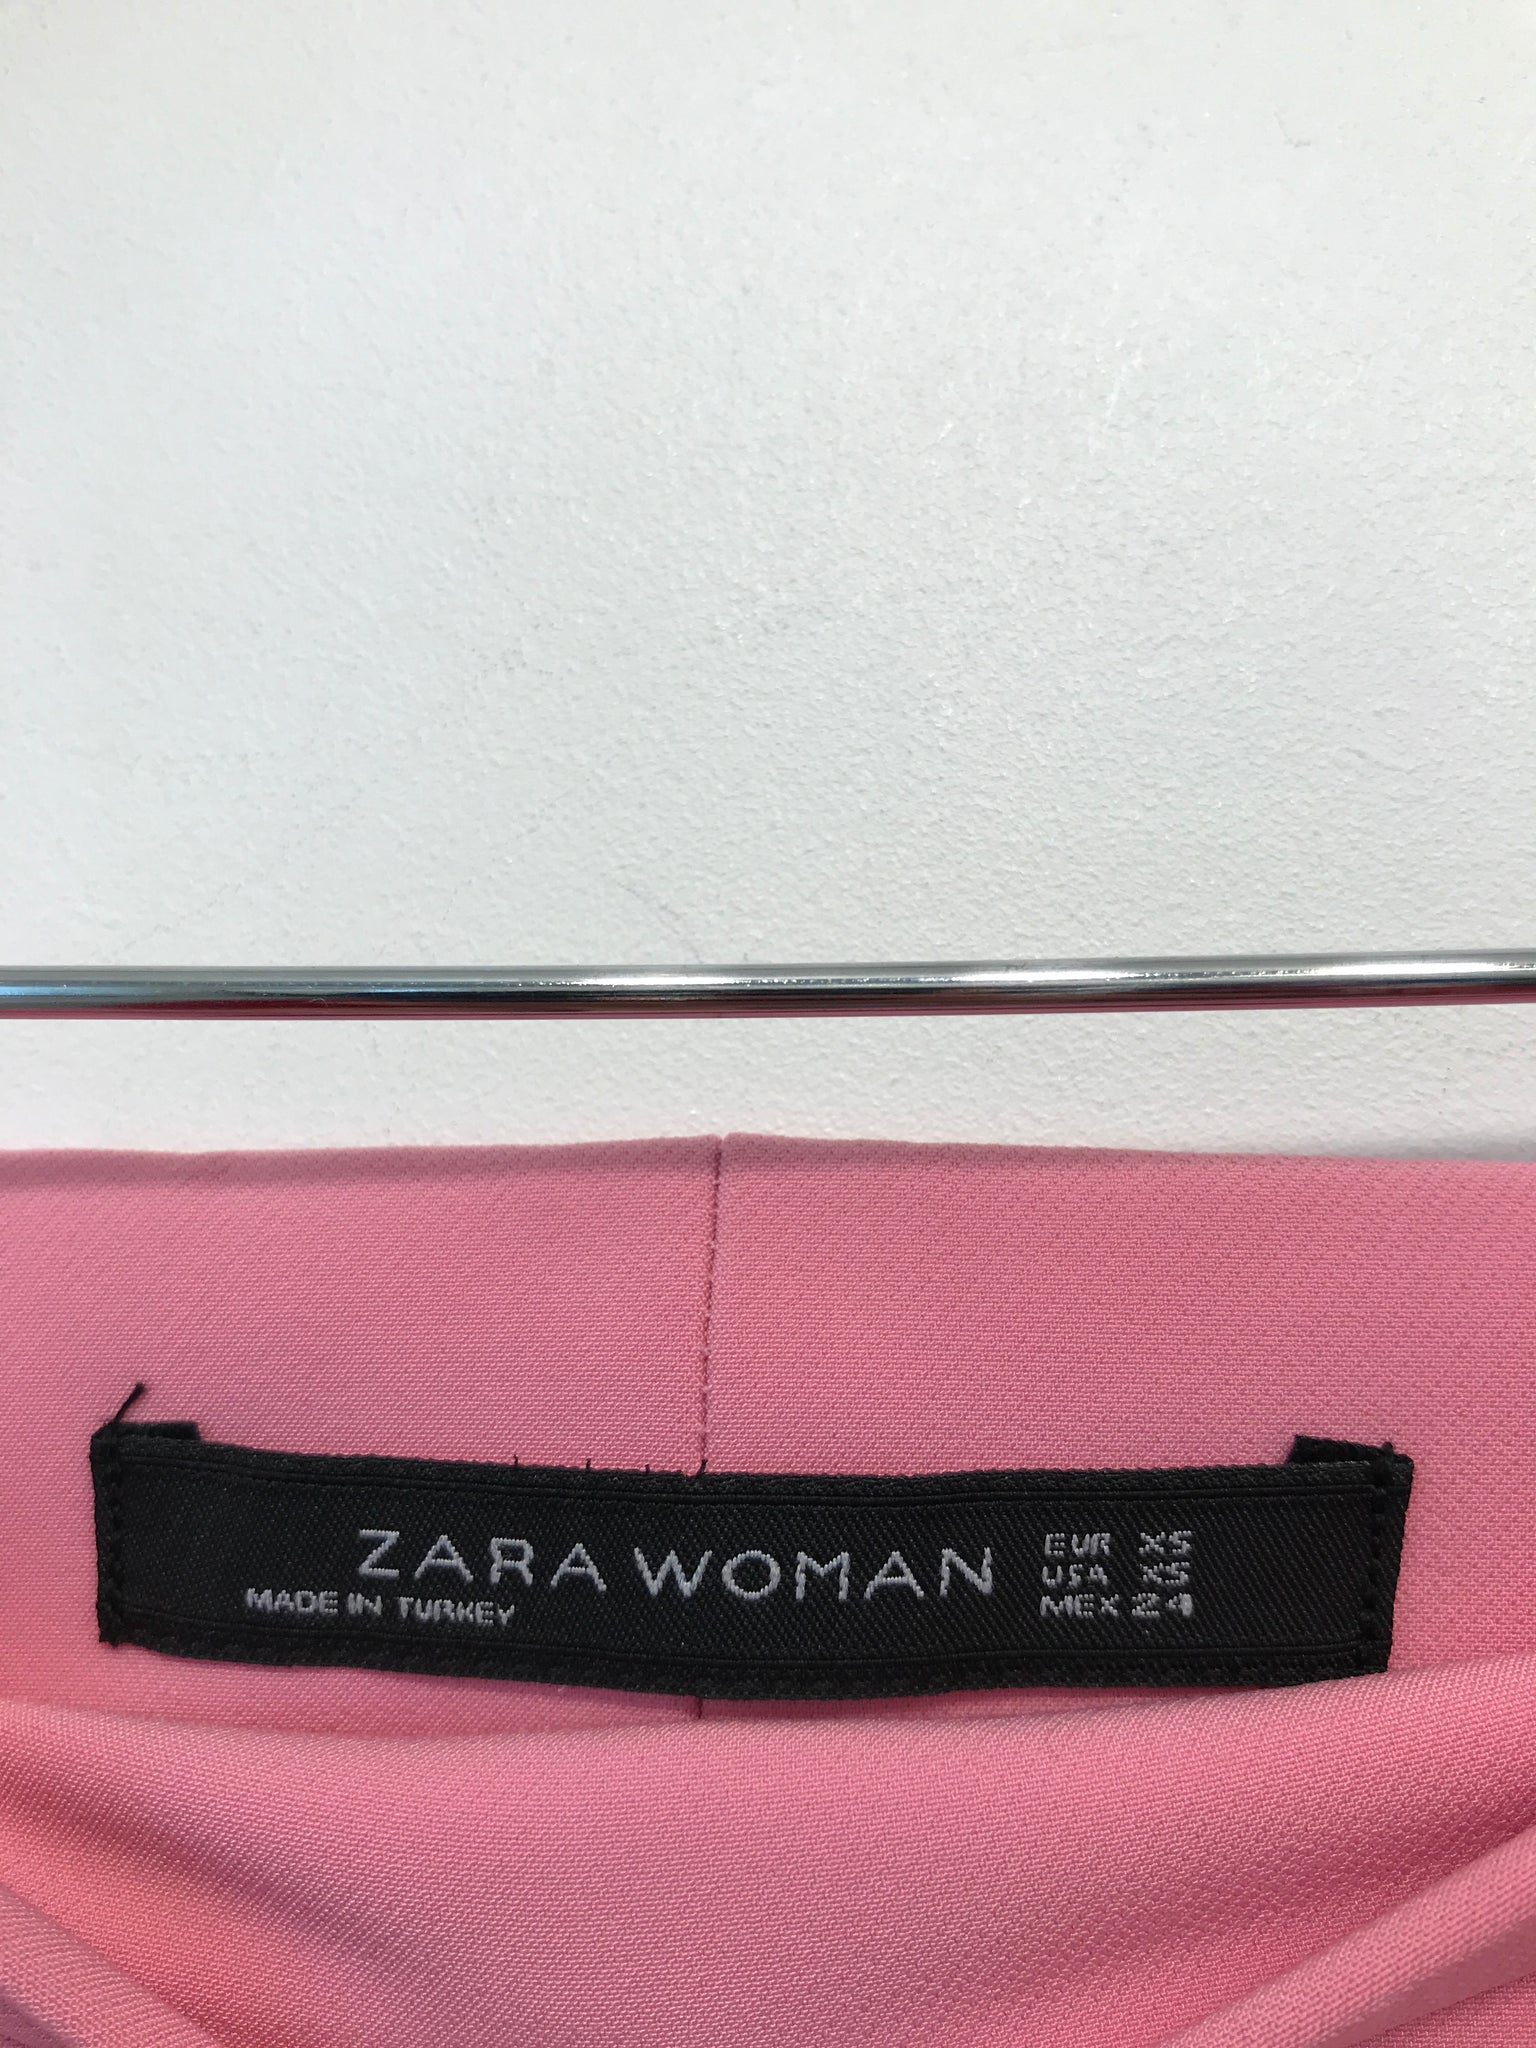 ZARA WOMAN
MADE IN TURKEY
EUR XS
USA XS
MEX 24